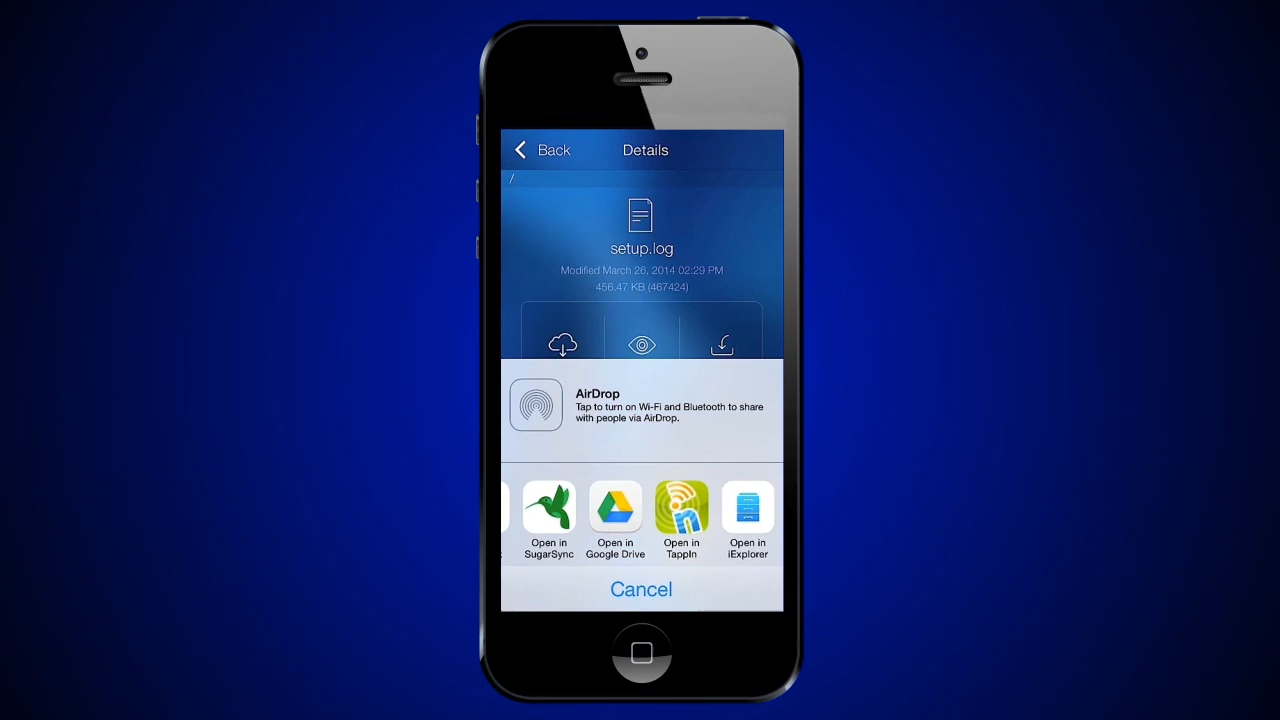 Back
Details
/
setup.log
Modified March 26, 2014 02:29 PM
456.47 KB (467424)
AirDrop
Tap to turn on Wi-Fi and Bluetooth to share
with people via AirDrop.
Open in
SugarSync
Open in
Google Drive
Open in
TappIn
Open in
iExplorer
Cancel